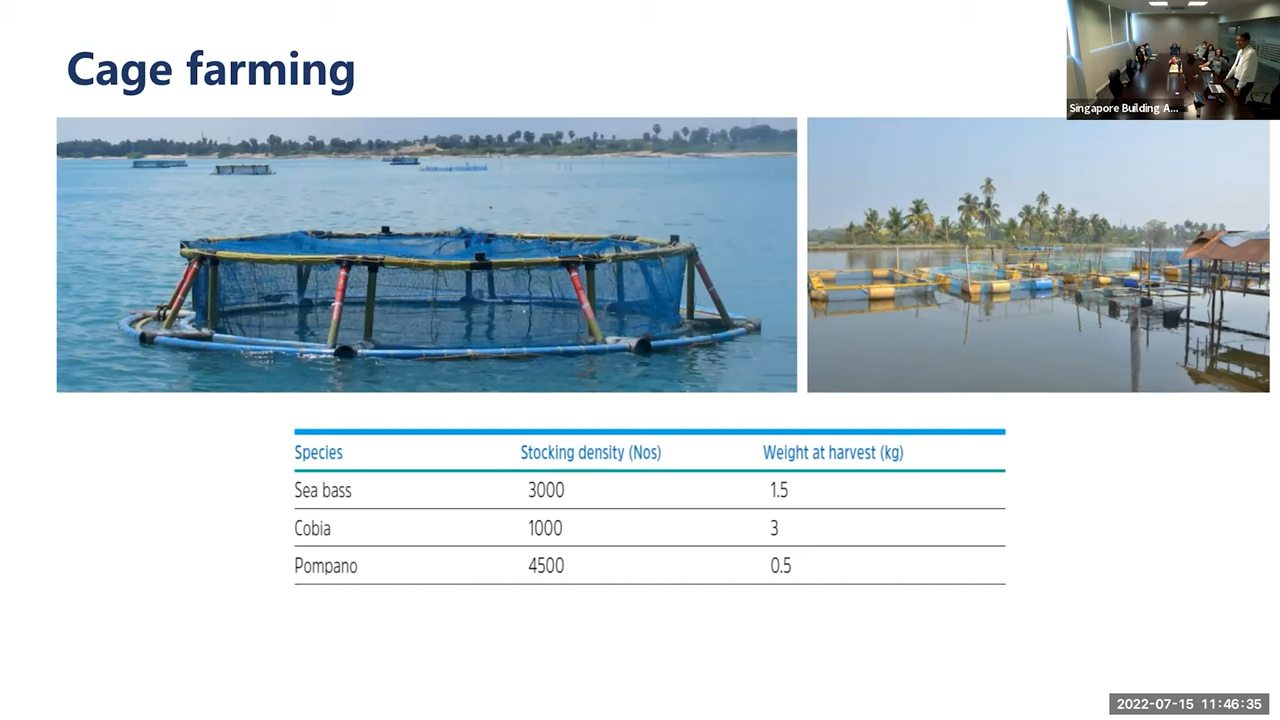 Cage farming
Singapore Building A...
Species Stocking density (Nos) Weight at harvest (kg)
Sea bass 3000 1.5
Cobia 1000 3
Pompano 4500 0.5
2022-07-15 11:46:35